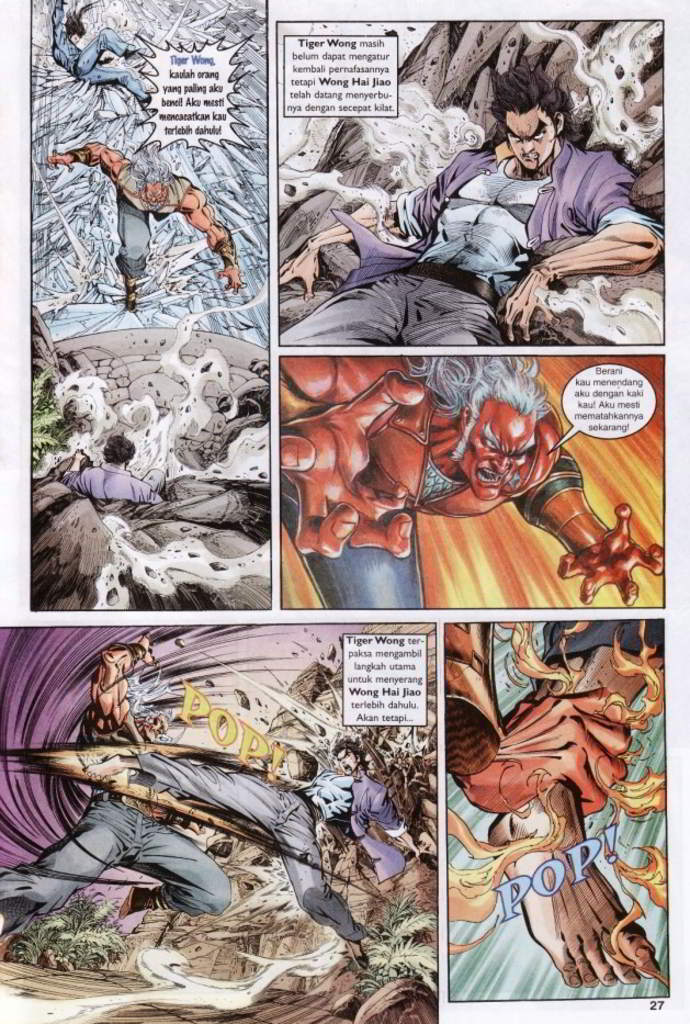 Tiger Wong,
kaulah orang
yang paling aku
benci! Aku mesti
mencacatkan kau
terlebih dahulu!
Tiger Wong masih
belum dapat mengatur
kembali pernafasannya
tetapi Wong Hai Jiao
telah datang menyerbu-
nya dengan secepat kilat.
Berani
kau menendang
aku dengan kaki
kau! Aku mesti
mematahkannya
sekarang!
Tiger Wong ter-
paksa mengambil
langkah utama
untuk menyerang
Wong Hai Jiao
terlebih dahulu.
Akan tetapi...
POP!
POP!
27